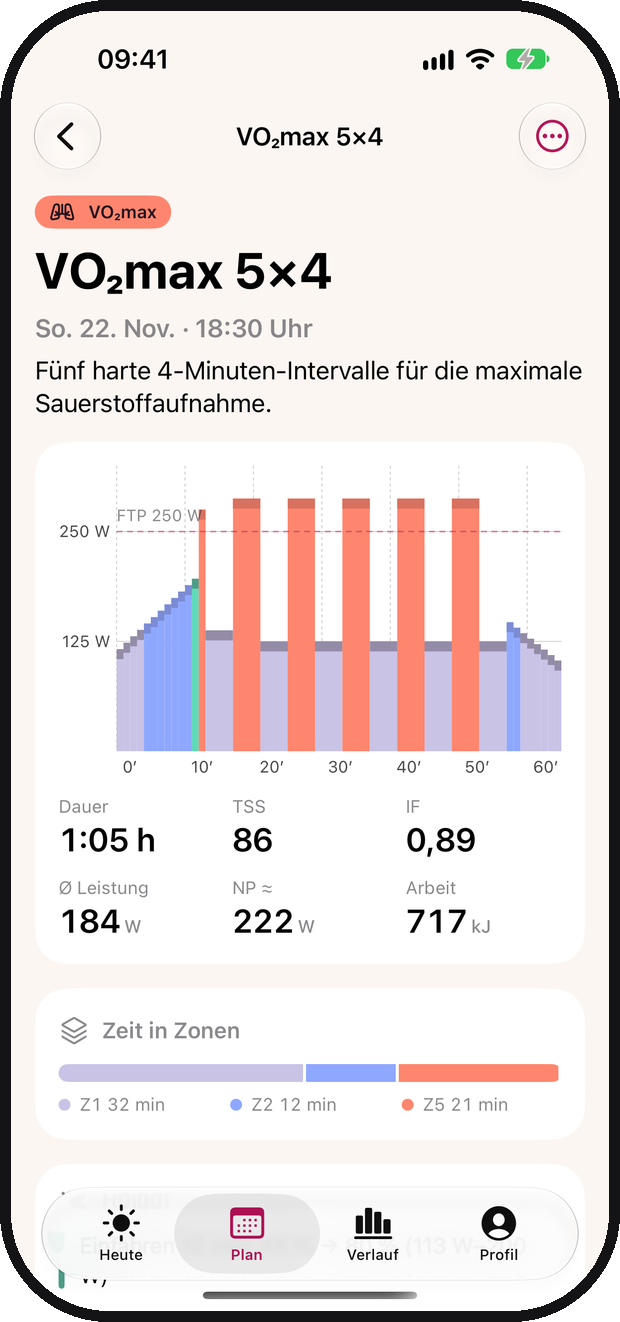 09:41
VO₂max 5×4
VO₂max
VO₂max 5×4
So. 22. Nov. · 18:30 Uhr
Fünf harte 4-Minuten-Intervalle für die maximale
Sauerstoffaufnahme.
FTP 250 W
250 W
125 W
0′ 10′ 20′ 30′ 40′ 50′ 60′
Dauer TSS IF
1:05 h 86 0,89
Ø Leistung NP ≈ Arbeit
184 W 222 W 717 kJ
Zeit in Zonen
Z1 32 min Z2 12 min Z5 21 min
Einfahren → (113 W–
W)
Heute Plan Verlauf Profil